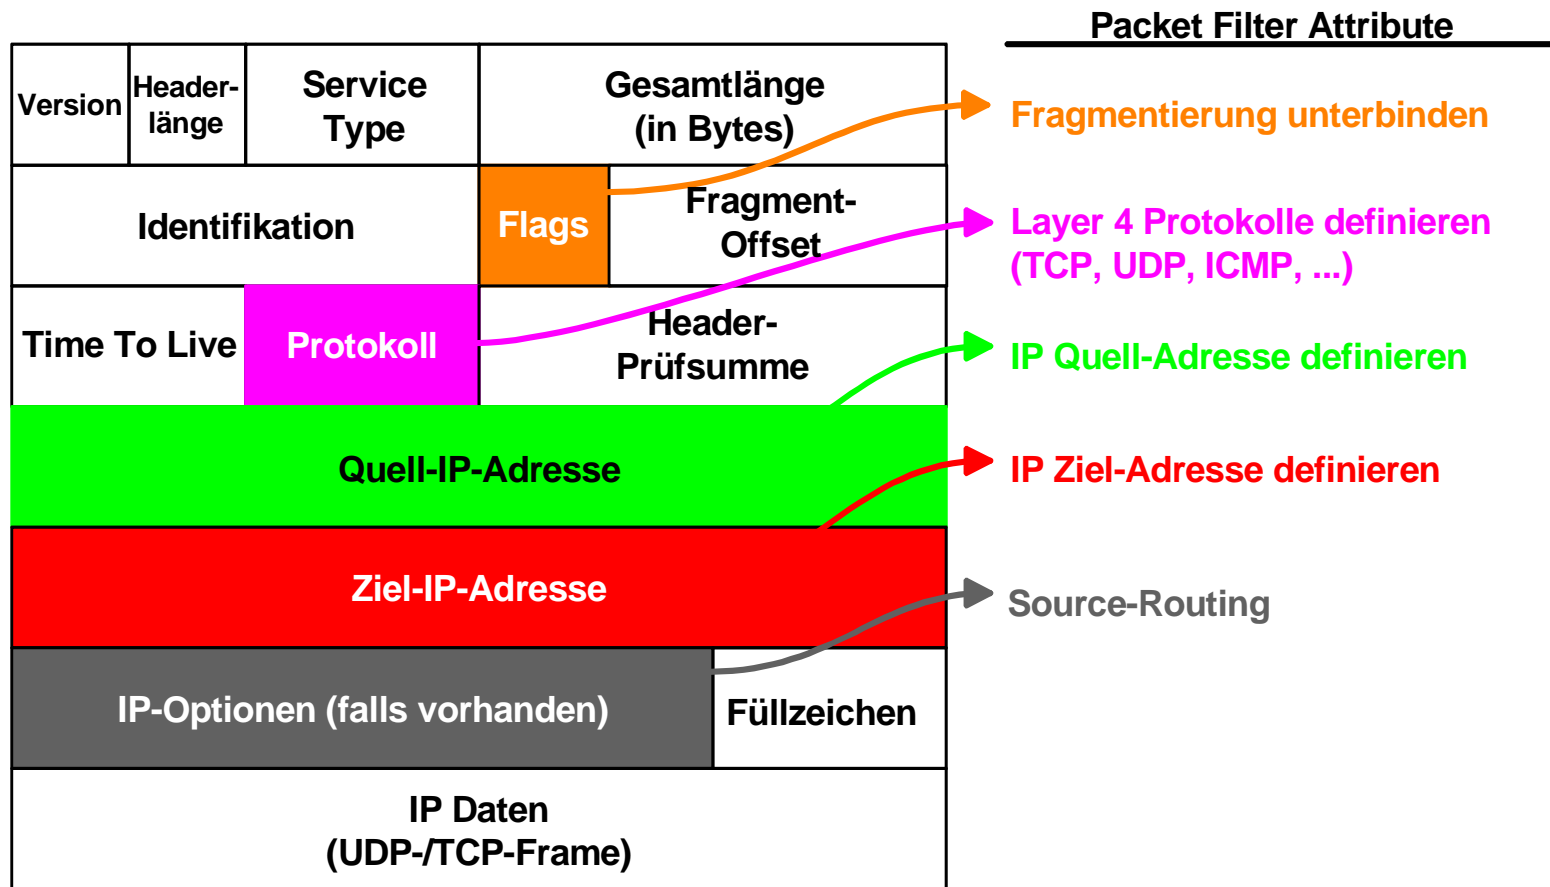 Packet Filter Attribute
Version
Header-
länge
Service
Type
Gesamtlänge
(in Bytes)
Fragmentierung unterbinden
Identifikation
Flags
Fragment-
Offset
Layer 4 Protokolle definieren
(TCP, UDP, ICMP, ...)
Time To Live
Protokoll
Header-
Prüfsumme
IP Quell-Adresse definieren
Quell-IP-Adresse
IP Ziel-Adresse definieren
Ziel-IP-Adresse
Source-Routing
IP-Optionen (falls vorhanden)
Füllzeichen
IP Daten
(UDP-/TCP-Frame)